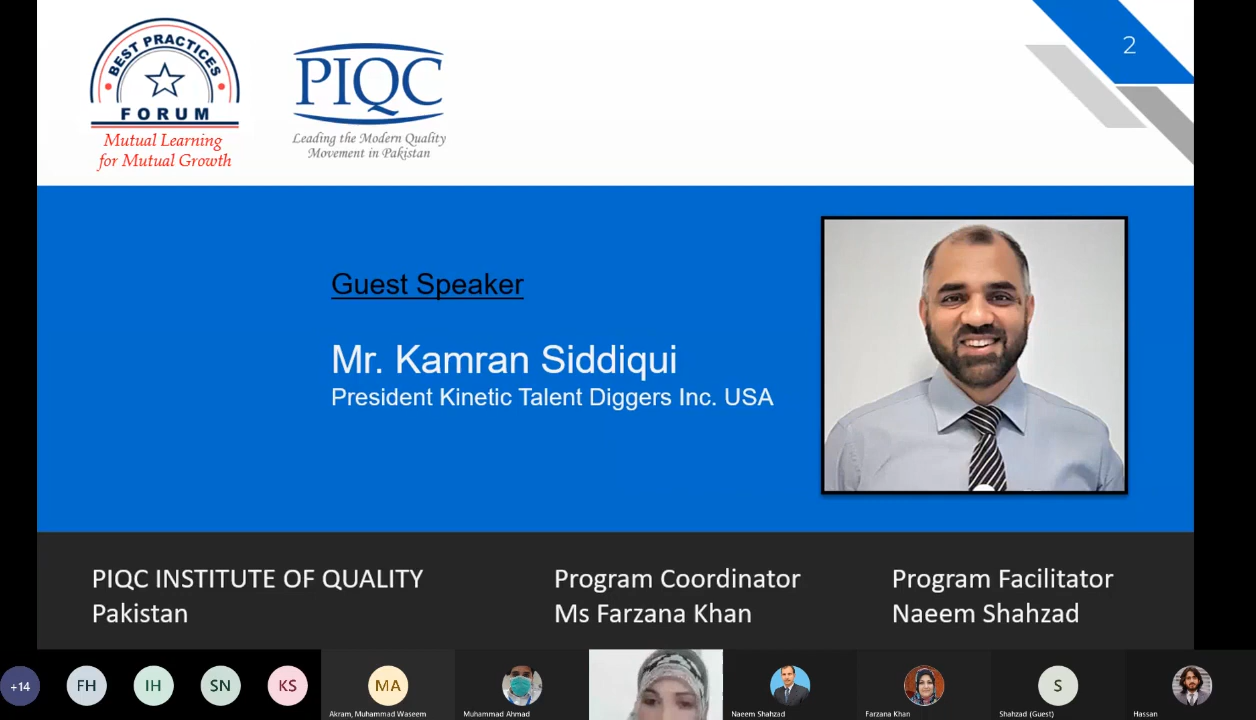 2
BEST PRACTICES
FORUM
Mutual Learning
for Mutual Growth
PIQC
Leading the Modern Quality
Movement in Pakistan
Guest Speaker
Mr. Kamran Siddiqui
President Kinetic Talent Diggers Inc. USA
PIQC INSTITUTE OF QUALITY
Pakistan
Program Coordinator
Ms Farzana Khan
Program Facilitator
Naeem Shahzad
+14
FH
IH
SN
KS
MA
Akram, Muhammad Waseem
Muhammad Ahmad
Naeem Shahzad
Farzana Khan
S
Shahzad (Guest)
Hassan